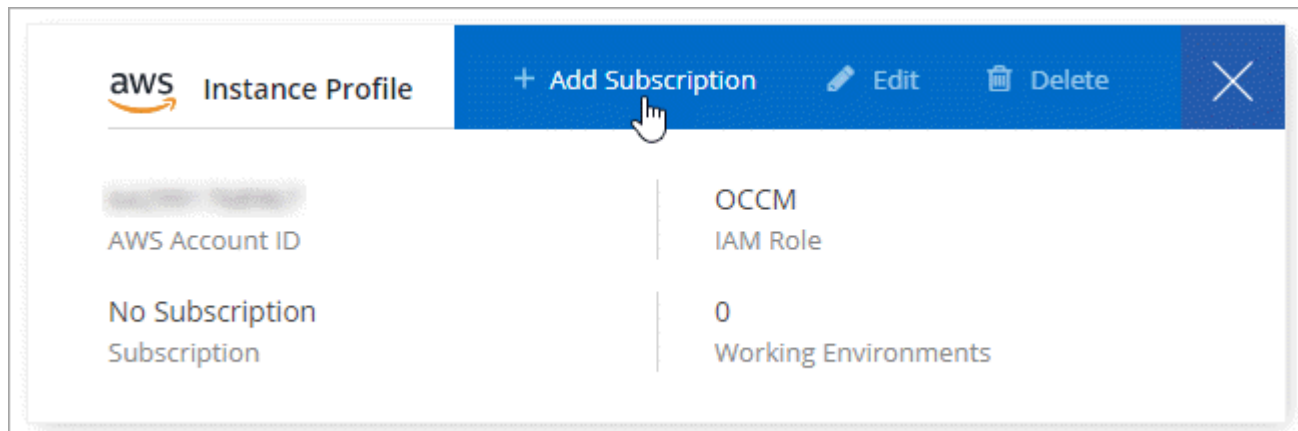 aws Instance Profile
+ Add Subscription Edit Delete
AWS Account ID
OCCM
IAM Role
No Subscription
Subscription
0
Working Environments